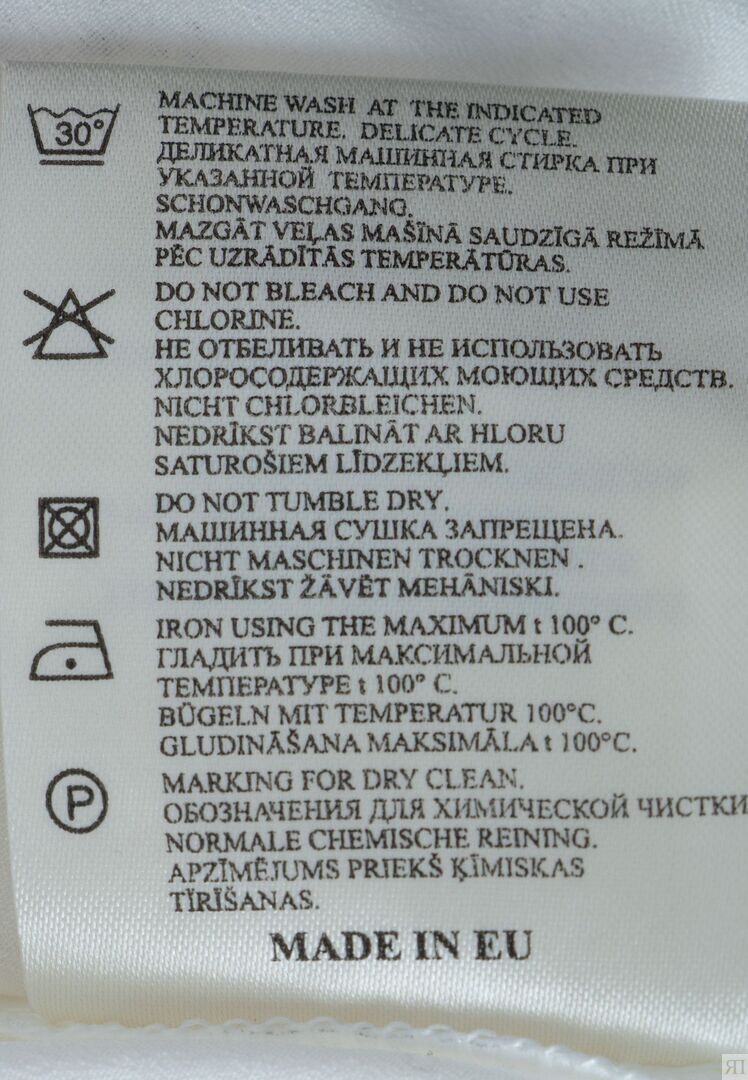 30°
MACHINE WASH AT THE INDICATED
TEMPERATURE. DELICATE CYCLE.
ДЕЛИКАТНАЯ МАШИННАЯ СТИРКА ПРИ
УКАЗАННОЙ ТЕМПЕРАТУРЕ.
SCHONWASCHGANG.
MAZGĀT VEĻAS MAŠĪNĀ SAUDZĪGĀ REŽĪMĀ
PĒC UZRĀDĪTĀS TEMPERĀTŪRAS.
DO NOT BLEACH AND DO NOT USE
CHLORINE.
НЕ ОТБЕЛИВАТЬ И НЕ ИСПОЛЬЗОВАТЬ
ХЛОРОСОДЕРЖАЩИХ МОЮЩИХ СРЕДСТВ.
NICHT CHLORBLEICHEN.
NEDRĪKST BALINĀT AR HLORU
SATUROŠIEM LĪDZEKĻIEM.
DO NOT TUMBLE DRY.
МАШИННАЯ СУШКА ЗАПРЕЩЕНА.
NICHT MASCHINEN TROCKNEN .
NEDRĪKST ŽĀVĒT MEHĀNISKI.
IRON USING THE MAXIMUM t 100° C.
ГЛАДИТЬ ПРИ МАКСИМАЛЬНОЙ
ТЕМПЕРАТУРЕ t 100° C.
BÜGELN MIT TEMPERATUR 100°C.
GLUDINĀŠANA MAKSIMĀLA t 100°C.
P
MARKING FOR DRY CLEAN.
ОБОЗНАЧЕНИЯ ДЛЯ ХИМИЧЕСКОЙ ЧИСТКИ
NORMALE CHEMISCHE REINING.
APZĪMĒJUMS PRIEKŠ ĶĪMISKAS
TĪRĪŠANAS.
MADE IN EU
ЯП